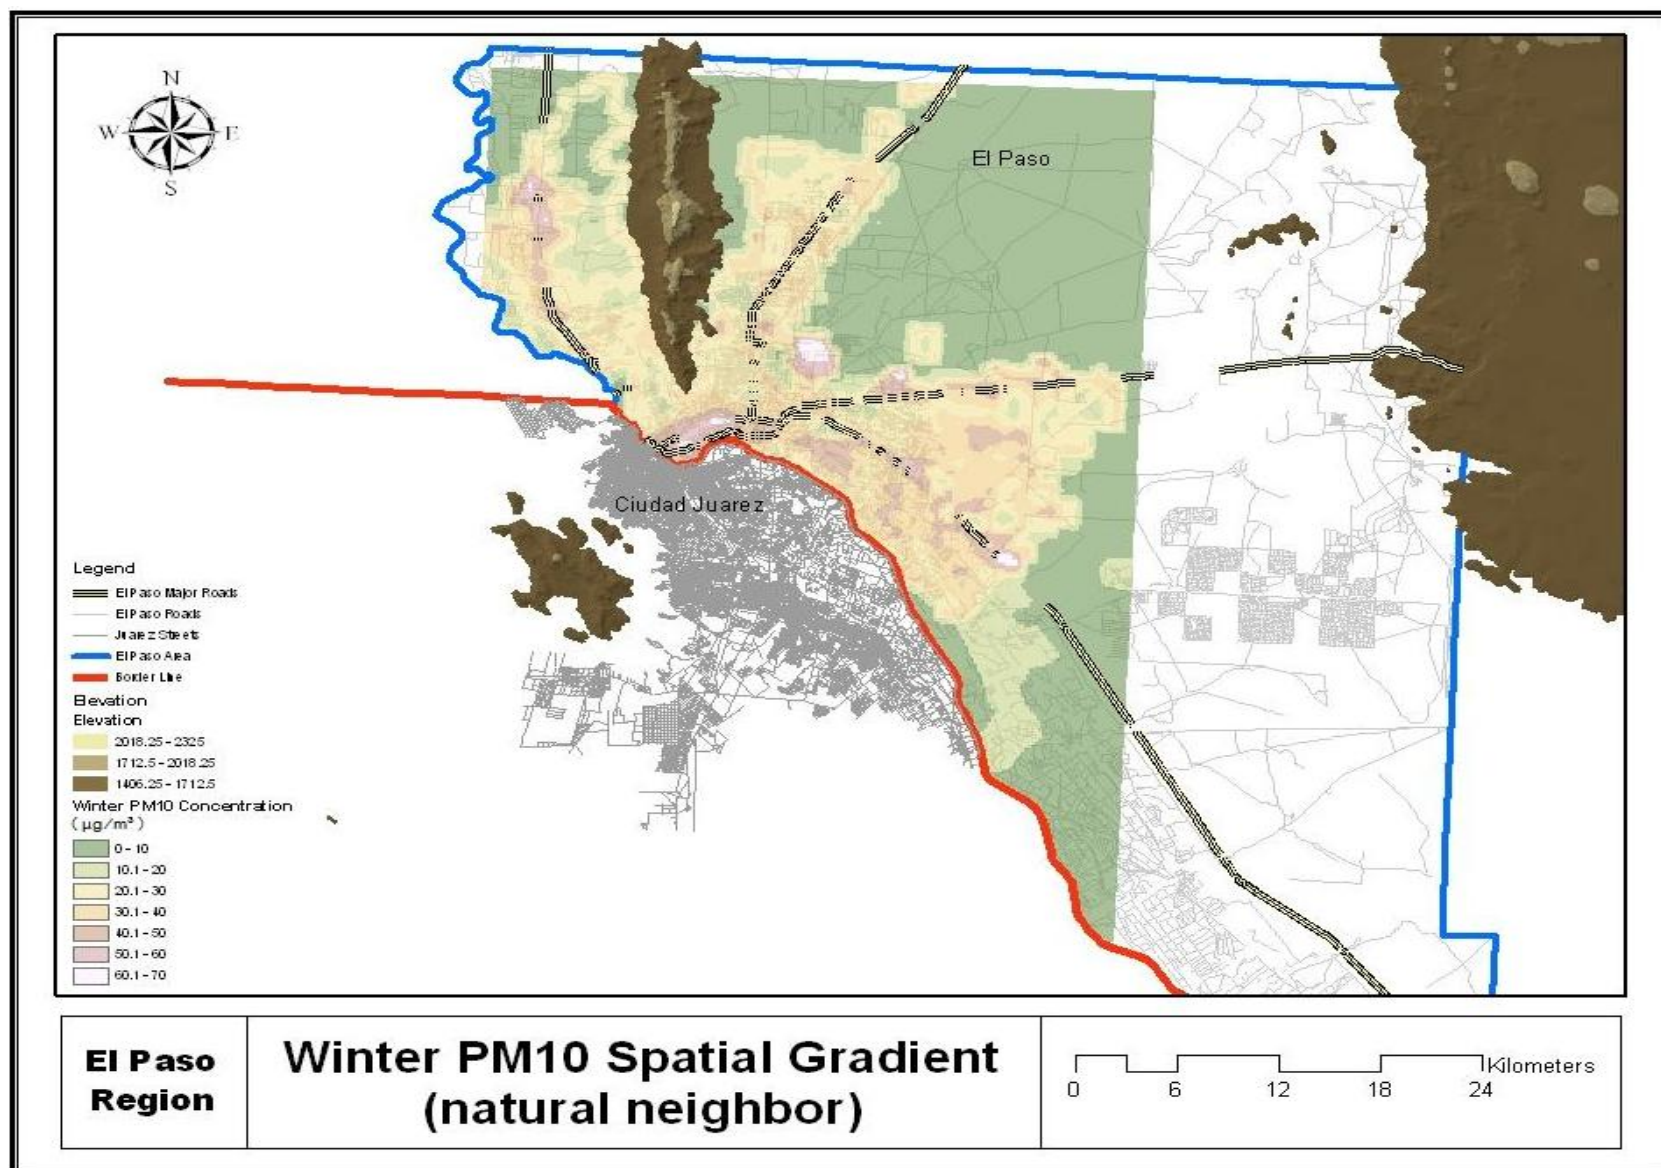 N
W E
S
El Paso
Ciudad Juarez
Legend
El Paso Major Roads
El Paso Roads
Juarez Streets
El Paso Area
Border Line
Elevation
Elevation
2018.25 - 2325
1712.5 - 2018.25
1406.25 - 1712.5
Winter PM10 Concentration
( µg/m³ )
0 - 10
10.1 - 20
20.1 - 30
30.1 - 40
40.1 - 50
50.1 - 60
60.1 - 70
El Paso
Region
Winter PM10 Spatial Gradient
(natural neighbor)
Kilometers
0 6 12 18 24